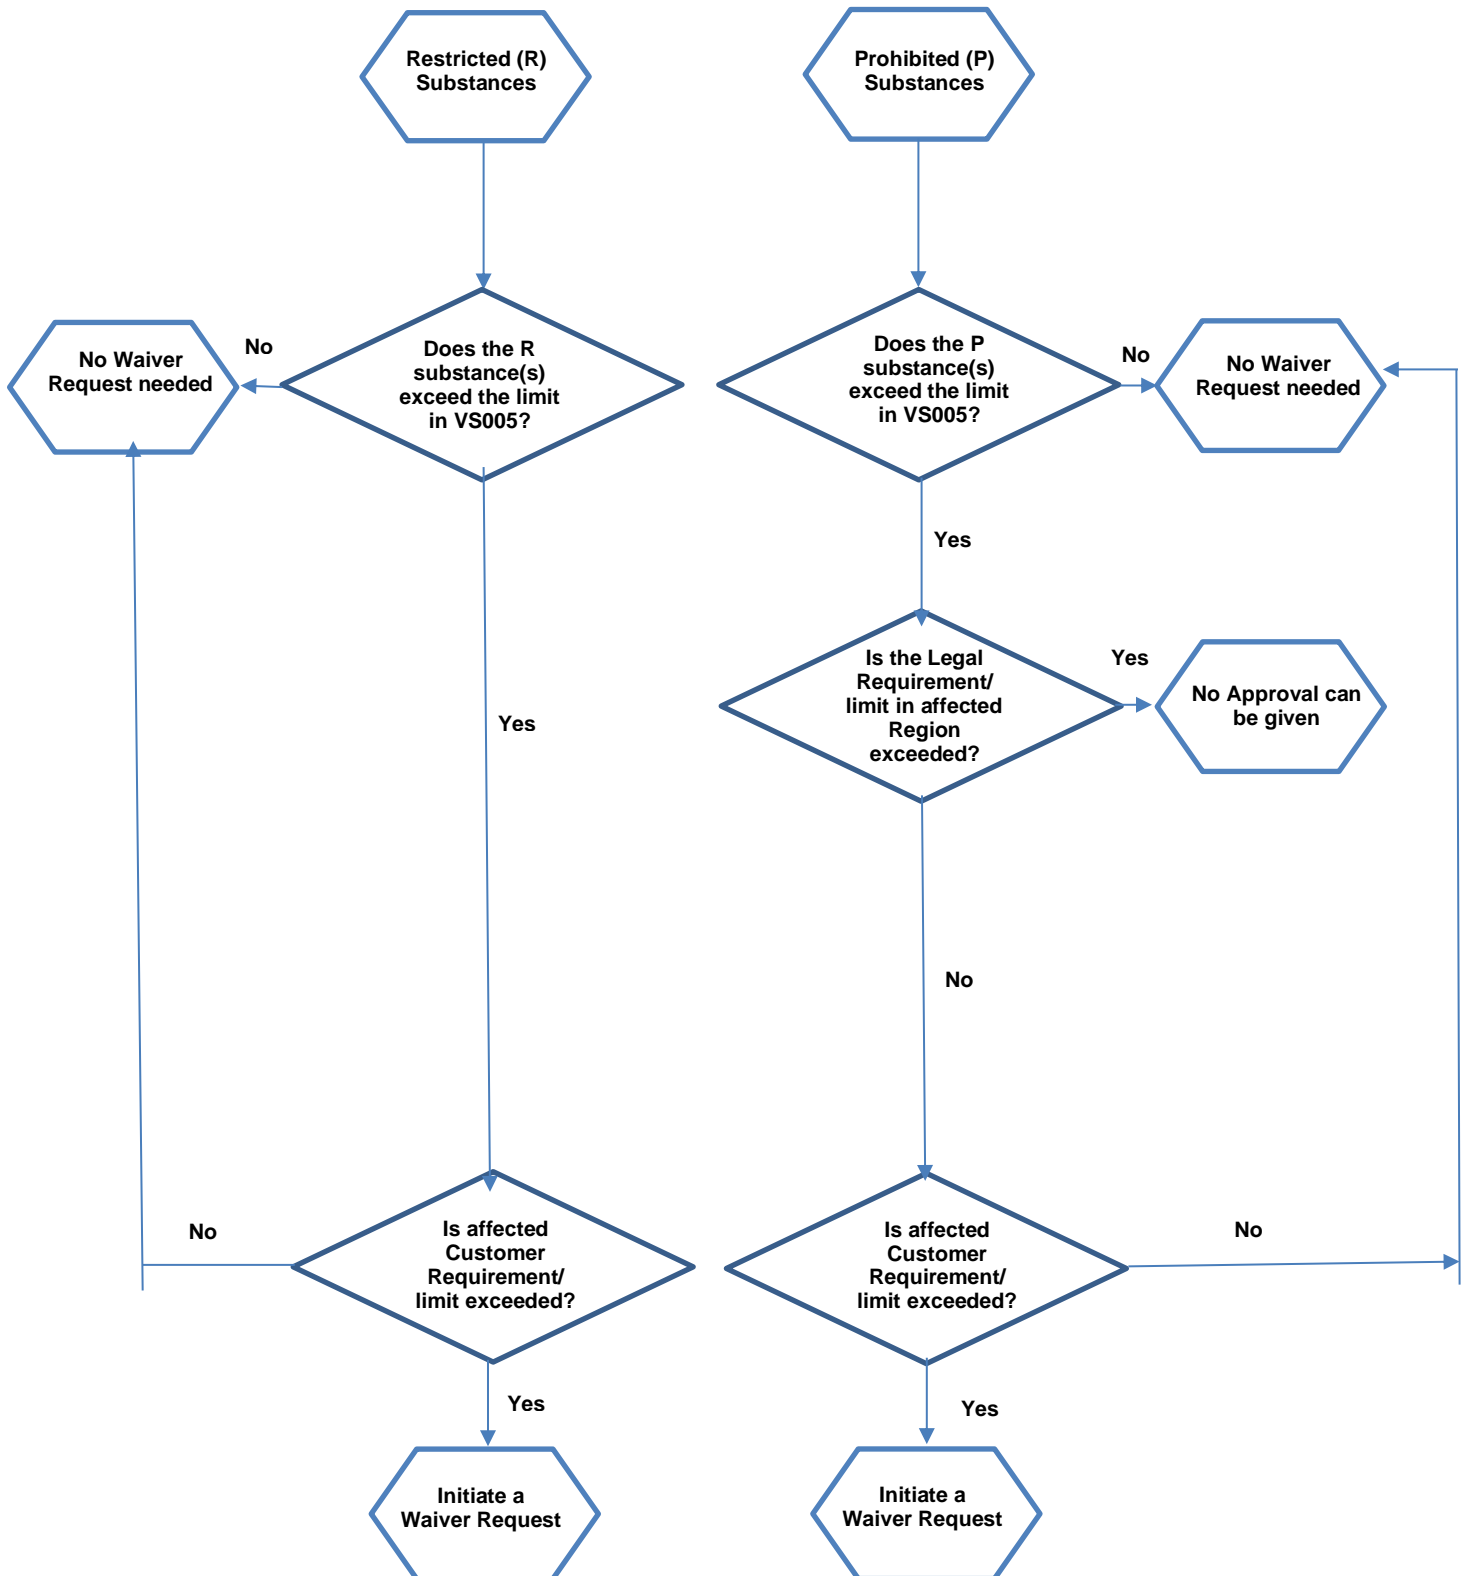 Restricted (R)
Substances
Prohibited (P)
Substances
No Waiver
Request needed
No
Does the R
substance(s)
exceed the limit
in VS005?
Does the P
substance(s)
exceed the limit
in VS005?
No
No Waiver
Request needed
Yes
Yes
Is the Legal
Requirement/
limit in affected
Region
exceeded?
Yes
No Approval can
be given
No
No
Is affected
Customer
Requirement/
limit exceeded?
Is affected
Customer
Requirement/
limit exceeded?
No
Yes
Yes
Initiate a
Waiver Request
Initiate a
Waiver Request